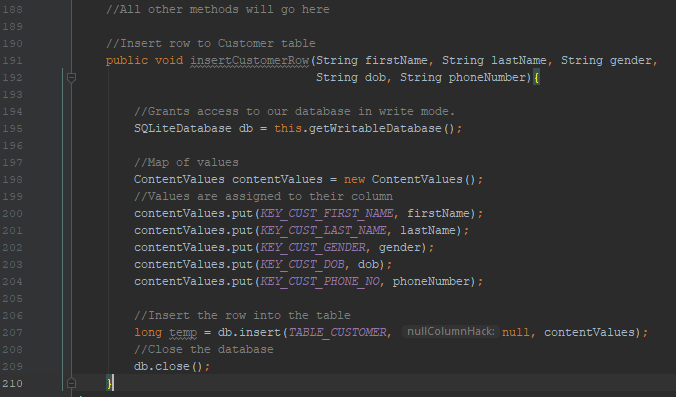 188 //All other methods will go here
189
190 //Insert row to Customer table
191 public void insertCustomerRow(String firstName, String lastName, String gender,
192 String dob, String phoneNumber){
193
194 //Grants access to our database in write mode.
195 SQLiteDatabase db = this.getWritableDatabase();
196
197 //Map of values
198 ContentValues contentValues = new ContentValues();
199 //Values are assigned to their column
200 contentValues.put(KEY_CUST_FIRST_NAME, firstName);
201 contentValues.put(KEY_CUST_LAST_NAME, lastName);
202 contentValues.put(KEY_CUST_GENDER, gender);
203 contentValues.put(KEY_CUST_DOB, dob);
204 contentValues.put(KEY_CUST_PHONE_NO, phoneNumber);
205
206 //Insert the row into the table
207 long temp = db.insert(TABLE_CUSTOMER, nullColumnHack: null, contentValues);
208 //Close the database
209 db.close();
210 }